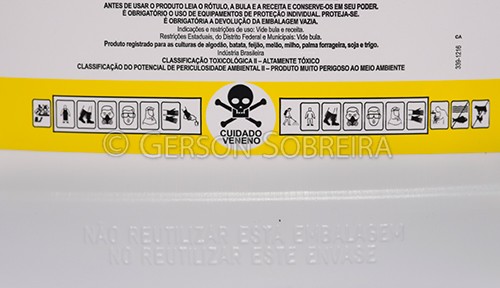 ANTES DE USAR O PRODUTO LEIA O RÓTULO, A BULA E A RECEITA E CONSERVE-OS EM SEU PODER.
É OBRIGATÓRIO O USO DE EQUIPAMENTOS DE PROTEÇÃO INDIVIDUAL. PROTEJA-SE.
É OBRIGATÓRIA A DEVOLUÇÃO DA EMBALAGEM VAZIA.
Indicações e restrições de uso: Vide bula e receita.
Restrições Estaduais, do Distrito Federal e Municipais: Vide bula.
Produto registrado para as culturas de algodão, batata, feijão, melão, milho, palma forrageira, soja e trigo.
Indústria Brasileira
CLASSIFICAÇÃO TOXICOLÓGICA II – ALTAMENTE TÓXICO
CLASSIFICAÇÃO DO POTENCIAL DE PERICULOSIDADE AMBIENTAL II – PRODUTO MUITO PERIGOSO AO MEIO AMBIENTE
CA
339-1216
CUIDADO
VENENO
© GERSON SOBREIRA
NÃO REUTILIZAR ESTA EMBALAGEM
NO REUTILIZAR ESTE ENVASE